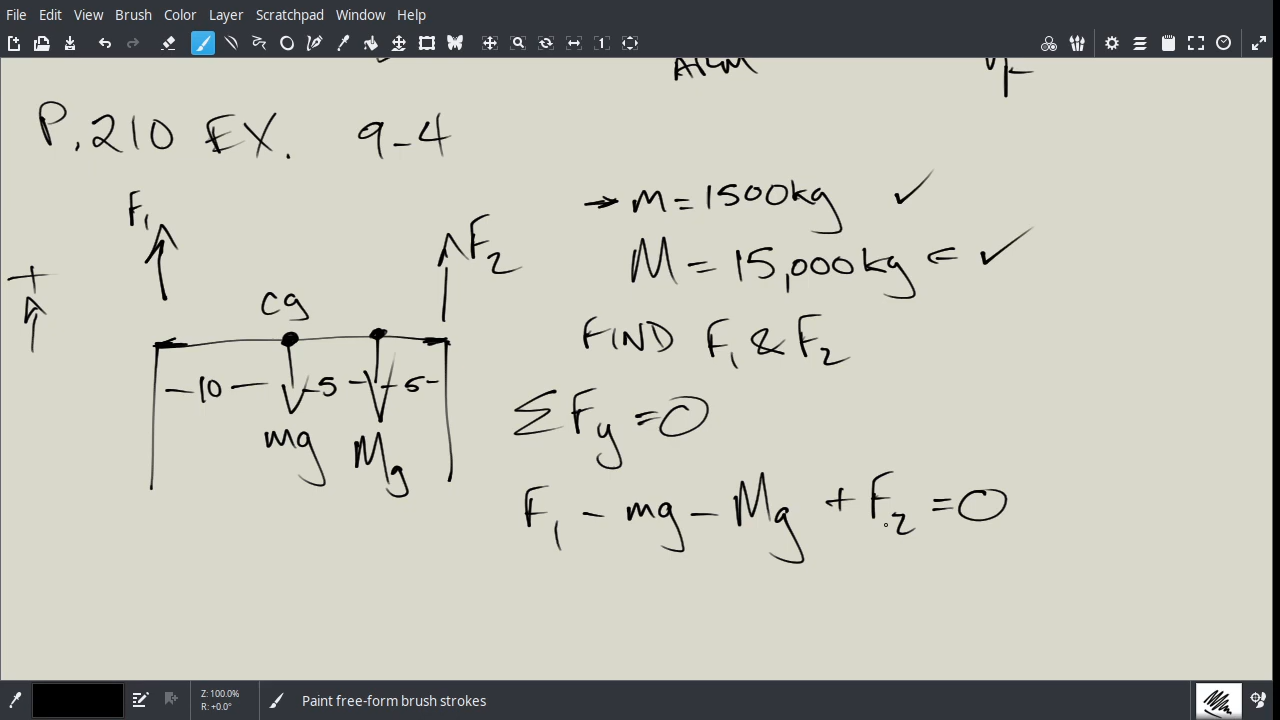 File Edit View Brush Color Layer Scratchpad Window Help
1
P. 210 EX. 9-4
F1
F2
+
→ m = 1500kg ✓
M = 15,000kg ← ✓
cg
FIND F1 & F2
-10- -5- -5-
mg
Mg
ΣFy = 0
F1 - mg - Mg + F2 = 0
Z: 100.0%
R: +0.0°
Paint free-form brush strokes